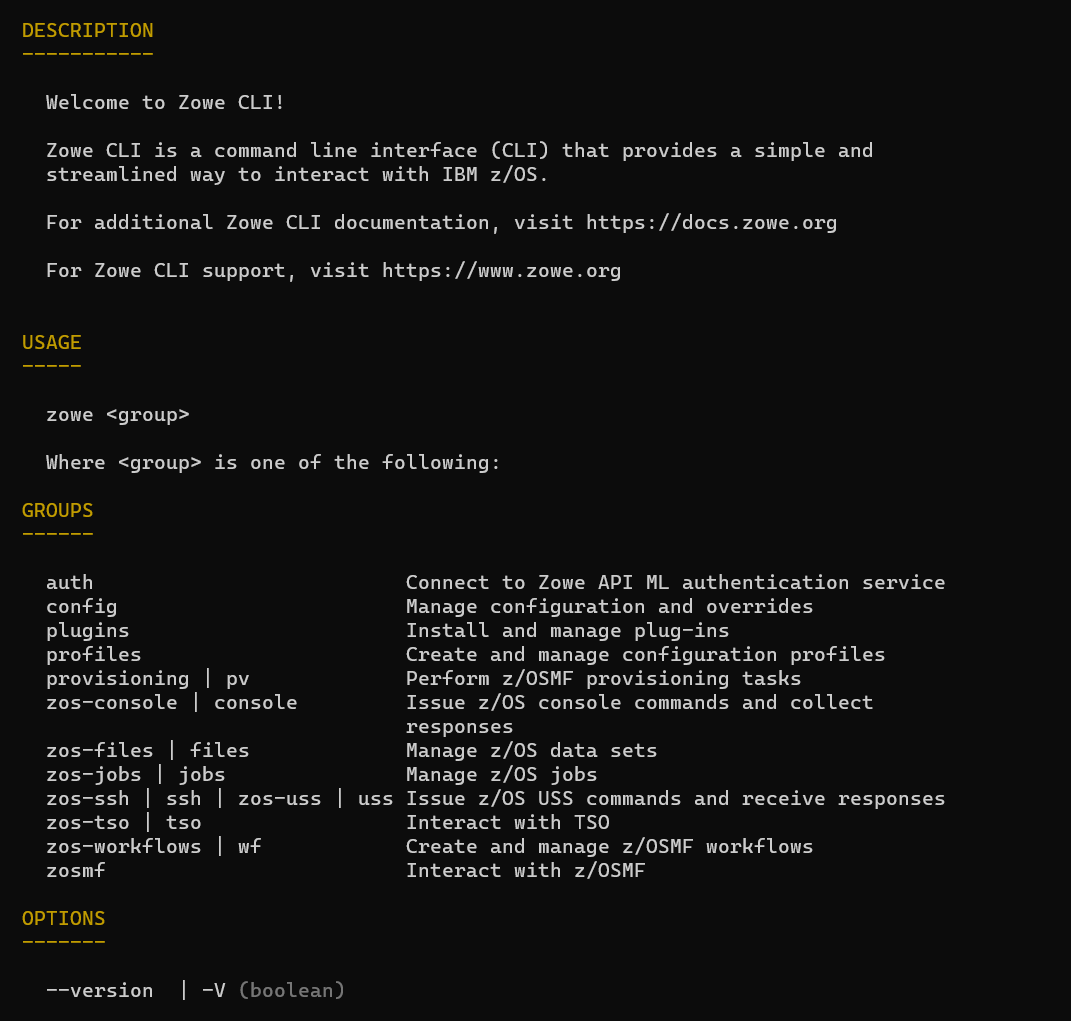 DESCRIPTION
-----------
Welcome to Zowe CLI!
Zowe CLI is a command line interface (CLI) that provides a simple and
streamlined way to interact with IBM z/OS.
For additional Zowe CLI documentation, visit https://docs.zowe.org
For Zowe CLI support, visit https://www.zowe.org
USAGE
-----
zowe <group>
Where <group> is one of the following:
GROUPS
------
auth Connect to Zowe API ML authentication service
config Manage configuration and overrides
plugins Install and manage plug-ins
profiles Create and manage configuration profiles
provisioning | pv Perform z/OSMF provisioning tasks
zos-console | console Issue z/OS console commands and collect
responses
zos-files | files Manage z/OS data sets
zos-jobs | jobs Manage z/OS jobs
zos-ssh | ssh | zos-uss | uss Issue z/OS USS commands and receive responses
zos-tso | tso Interact with TSO
zos-workflows | wf Create and manage z/OSMF workflows
zosmf Interact with z/OSMF
OPTIONS
-------
--version | -V (boolean)